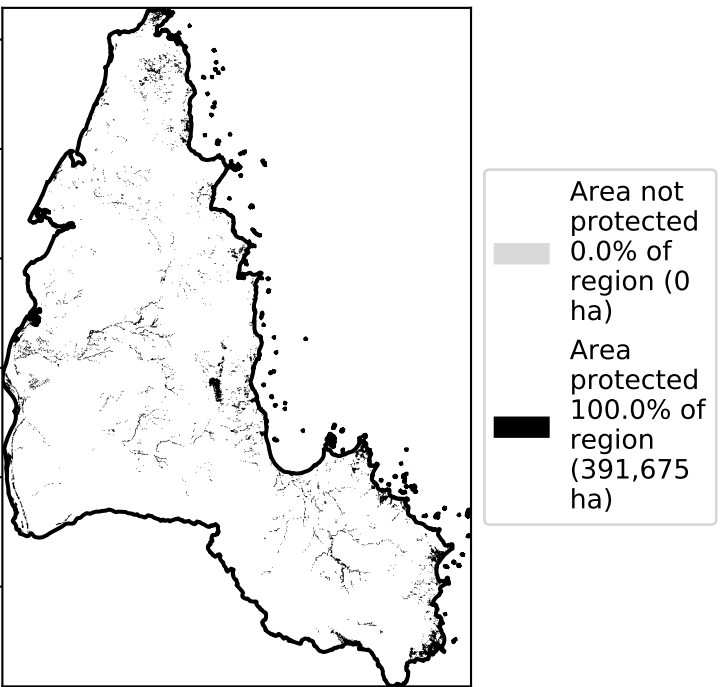 Area not
protected
0.0% of
region (0
ha)
Area
protected
100.0% of
region
(391,675
ha)